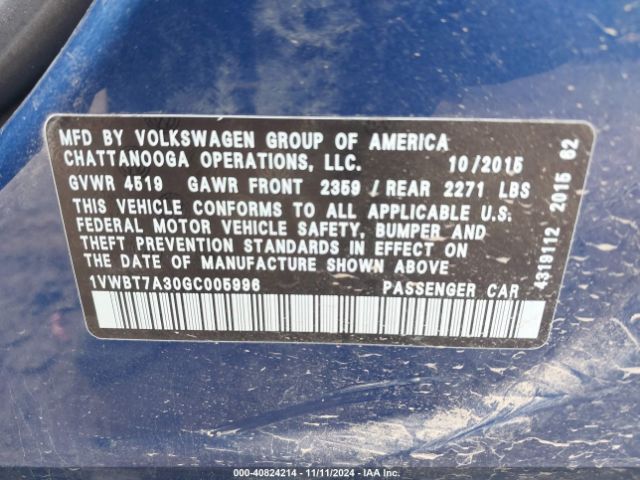 MFD BY VOLKSWAGEN GROUP OF AMERICA
CHATTANOOGA OPERATIONS, LLC. 10/2015
GVWR 4519 GAWR FRONT 2359 / REAR 2271 LBS
THIS VEHICLE CONFORMS TO ALL APPLICABLE U.S.
FEDERAL MOTOR VEHICLE SAFETY, BUMPER AND
THEFT PREVENTION STANDARDS IN EFFECT ON
THE DATE OF MANUFACTURE SHOWN ABOVE
1VWBT7A30GC005996 PASSENGER CAR
4319112 2015 62
000-40824214 - 11/11/2024 - IAA Inc.